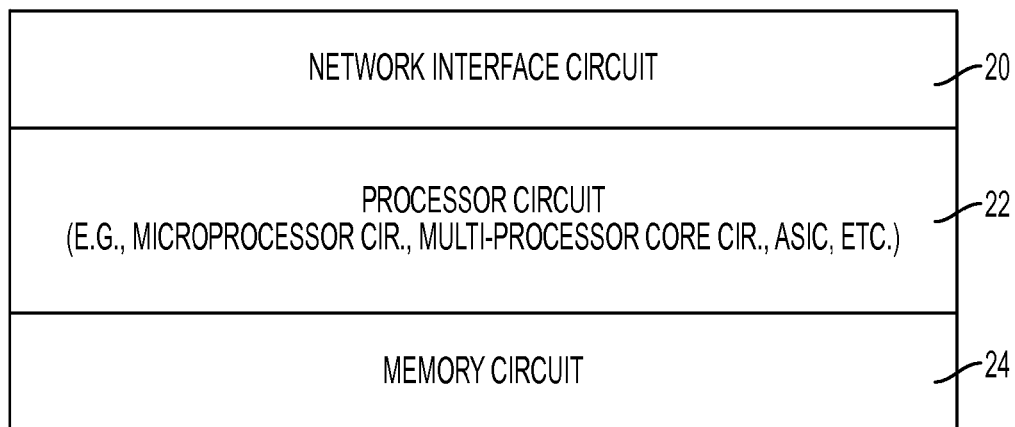 NETWORK INTERFACE CIRCUIT
20
PROCESSOR CIRCUIT
22
(E.G., MICROPROCESSOR CIR., MULTI-PROCESSOR CORE CIR., ASIC, ETC.)
MEMORY CIRCUIT
24